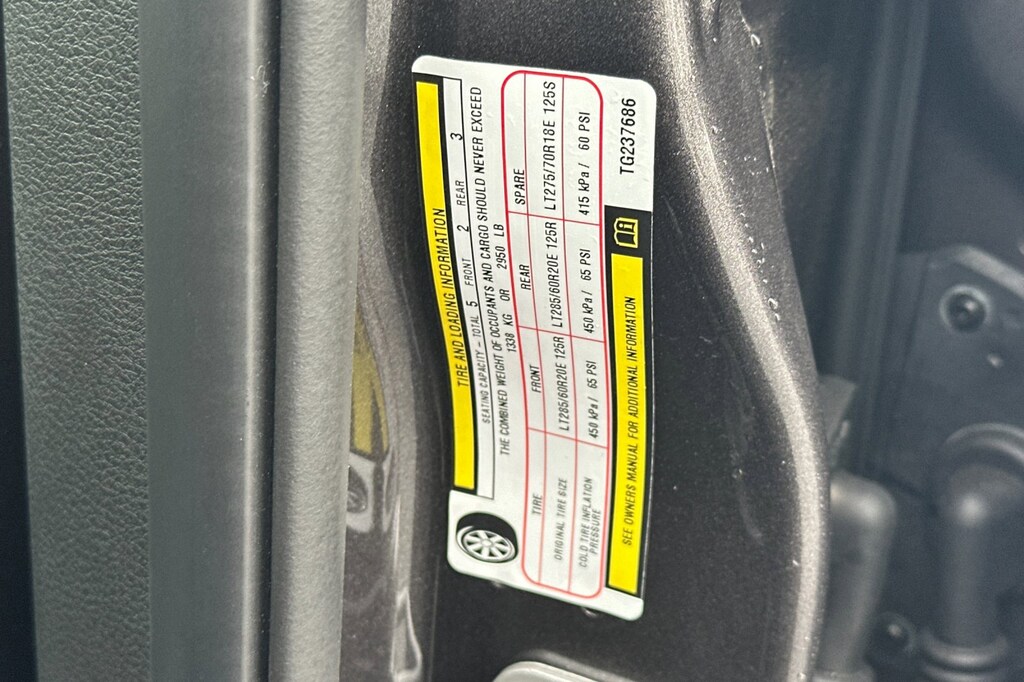 TIRE AND LOADING INFORMATION
SEATING CAPACITY - TOTAL 5 FRONT 2 REAR 3
THE COMBINED WEIGHT OF OCCUPANTS AND CARGO SHOULD NEVER EXCEED
1338 KG OR 2950 LB
TIRE FRONT REAR SPARE
ORIGINAL TIRE SIZE LT285/60R20E 125R LT285/60R20E 125R LT275/70R18E 125S
COLD TIRE INFLATION PRESSURE 450 kPa / 65 PSI 450 kPa / 65 PSI 415 kPa / 60 PSI
SEE OWNERS MANUAL FOR ADDITIONAL INFORMATION
TG237686